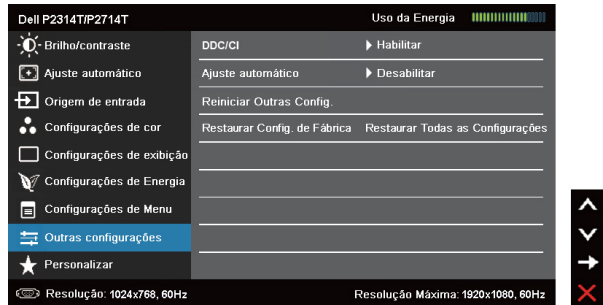 Dell P2314T/P2714T Uso da Energia
Brilho/contraste DDC/CI Habilitar
Ajuste automático Ajuste automático Desabilitar
Origem de entrada Reiniciar Outras Config.
Configurações de cor Restaurar Config. de Fábrica Restaurar Todas as Configurações
Configurações de exibição
Configurações de Energia
Configurações de Menu
Outras configurações
Personalizar
Resolução: 1024x768, 60Hz Resolução Máxima: 1920x1080, 60Hz